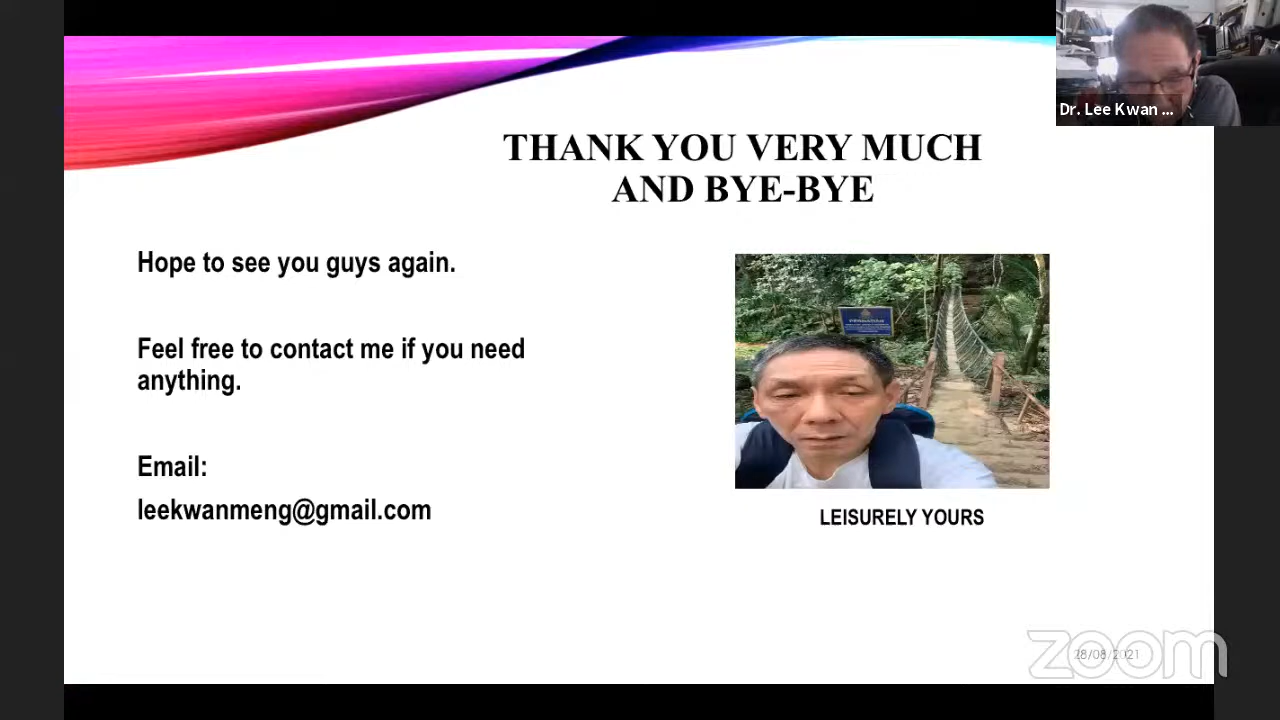 Dr. Lee Kwan ...
THANK YOU VERY MUCH
AND BYE-BYE
Hope to see you guys again.
Feel free to contact me if you need
anything.
Email:
leekwanmeng@gmail.com
LEISURELY YOURS
28/08/2021
zoom